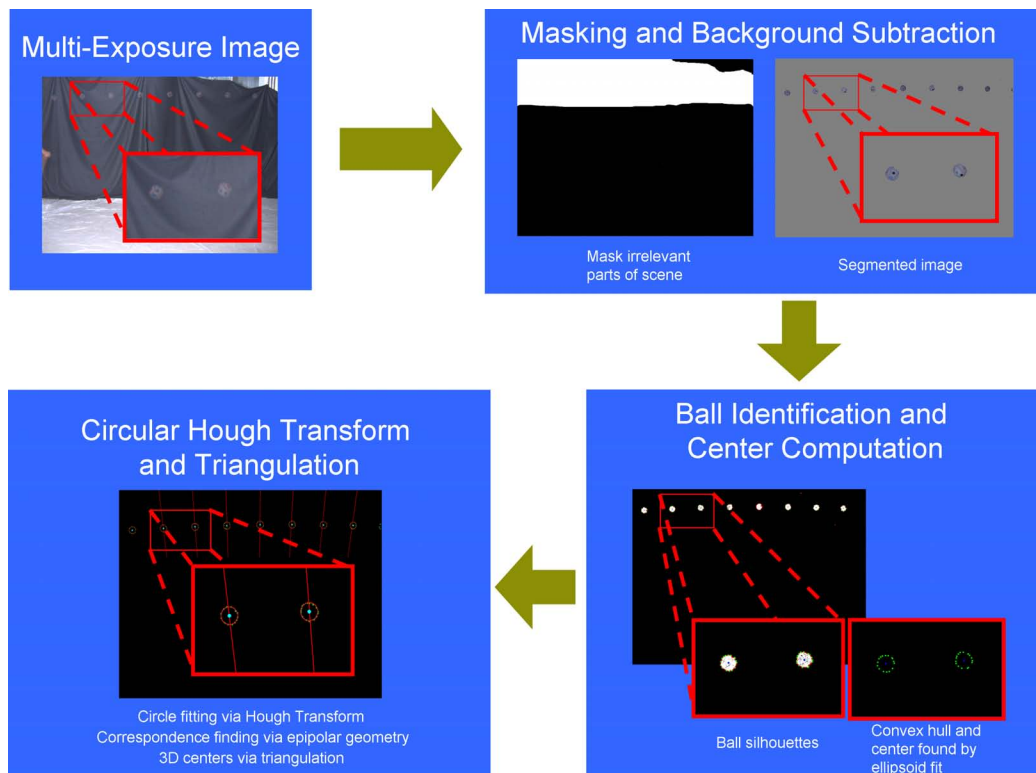 Multi-Exposure Image
Masking and Background Subtraction
Mask irrelevant
parts of scene
Segmented image
Ball Identification and
Center Computation
Ball silhouettes
Convex hull and
center found by
ellipsoid fit
Circular Hough Transform
and Triangulation
Circle fitting via Hough Transform
Correspondence finding via epipolar geometry
3D centers via triangulation